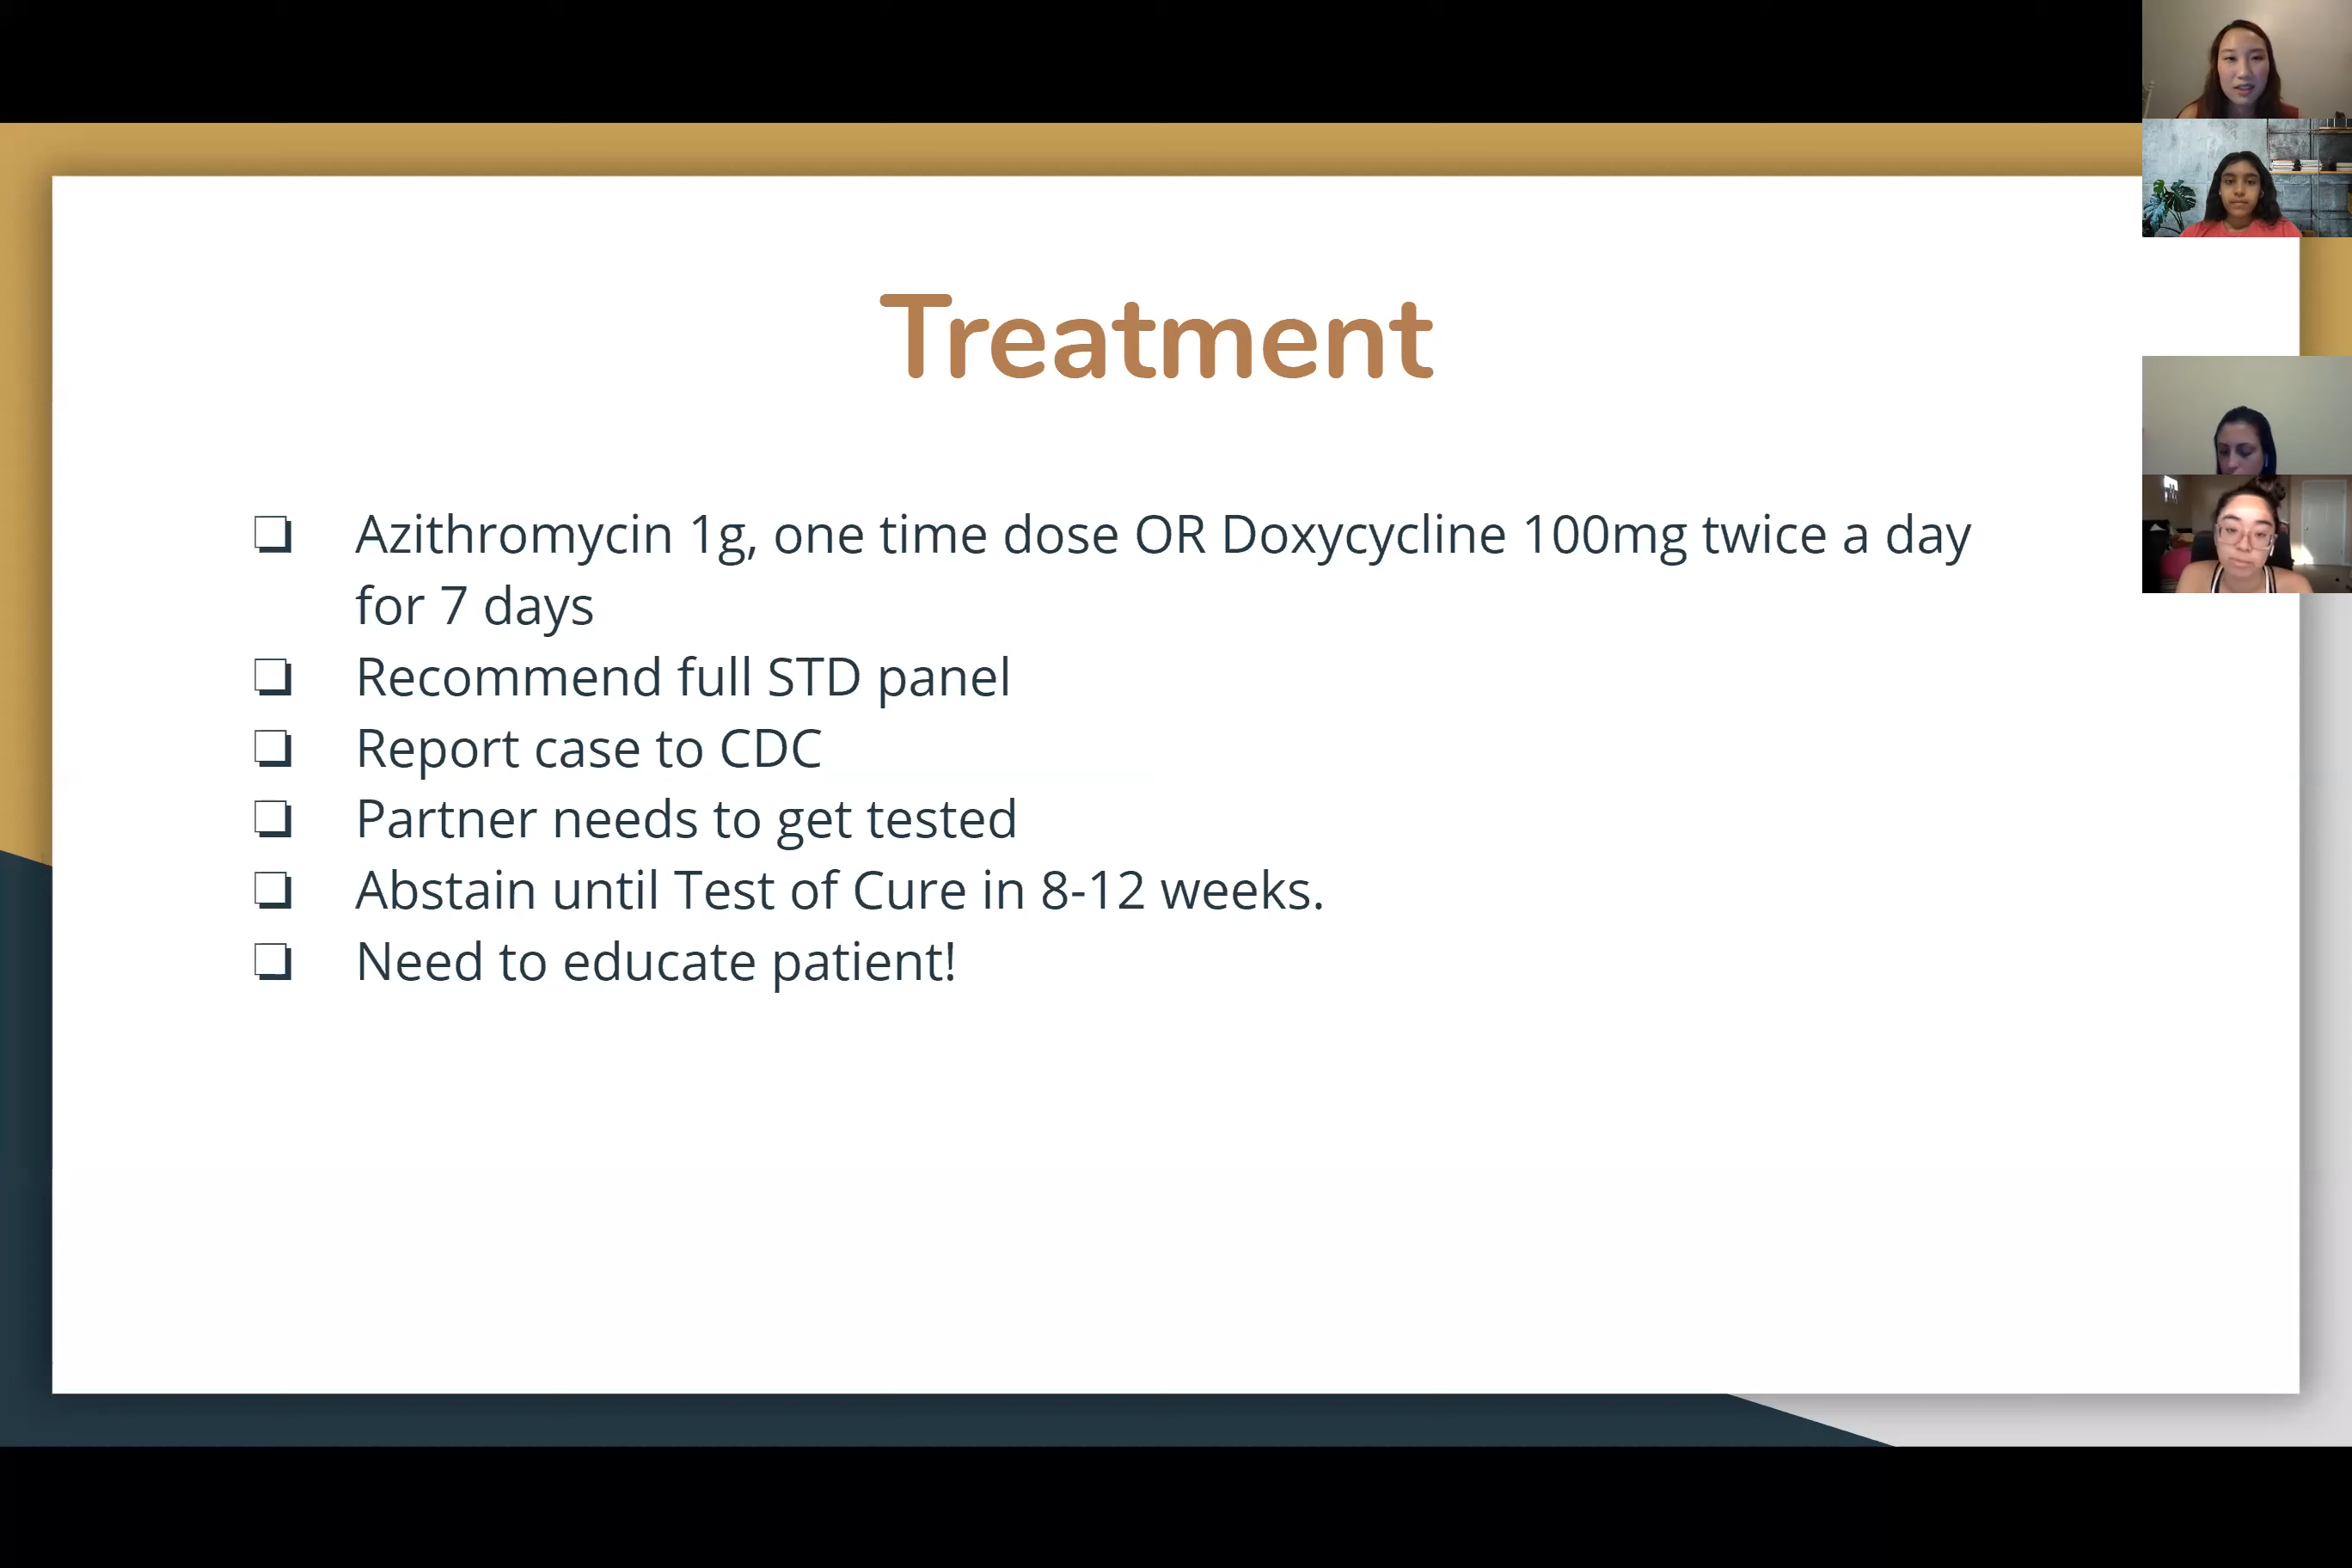 Treatment
Azithromycin 1g, one time dose OR Doxycycline 100mg twice a day
for 7 days
Recommend full STD panel
Report case to CDC
Partner needs to get tested
Abstain until Test of Cure in 8-12 weeks.
Need to educate patient!